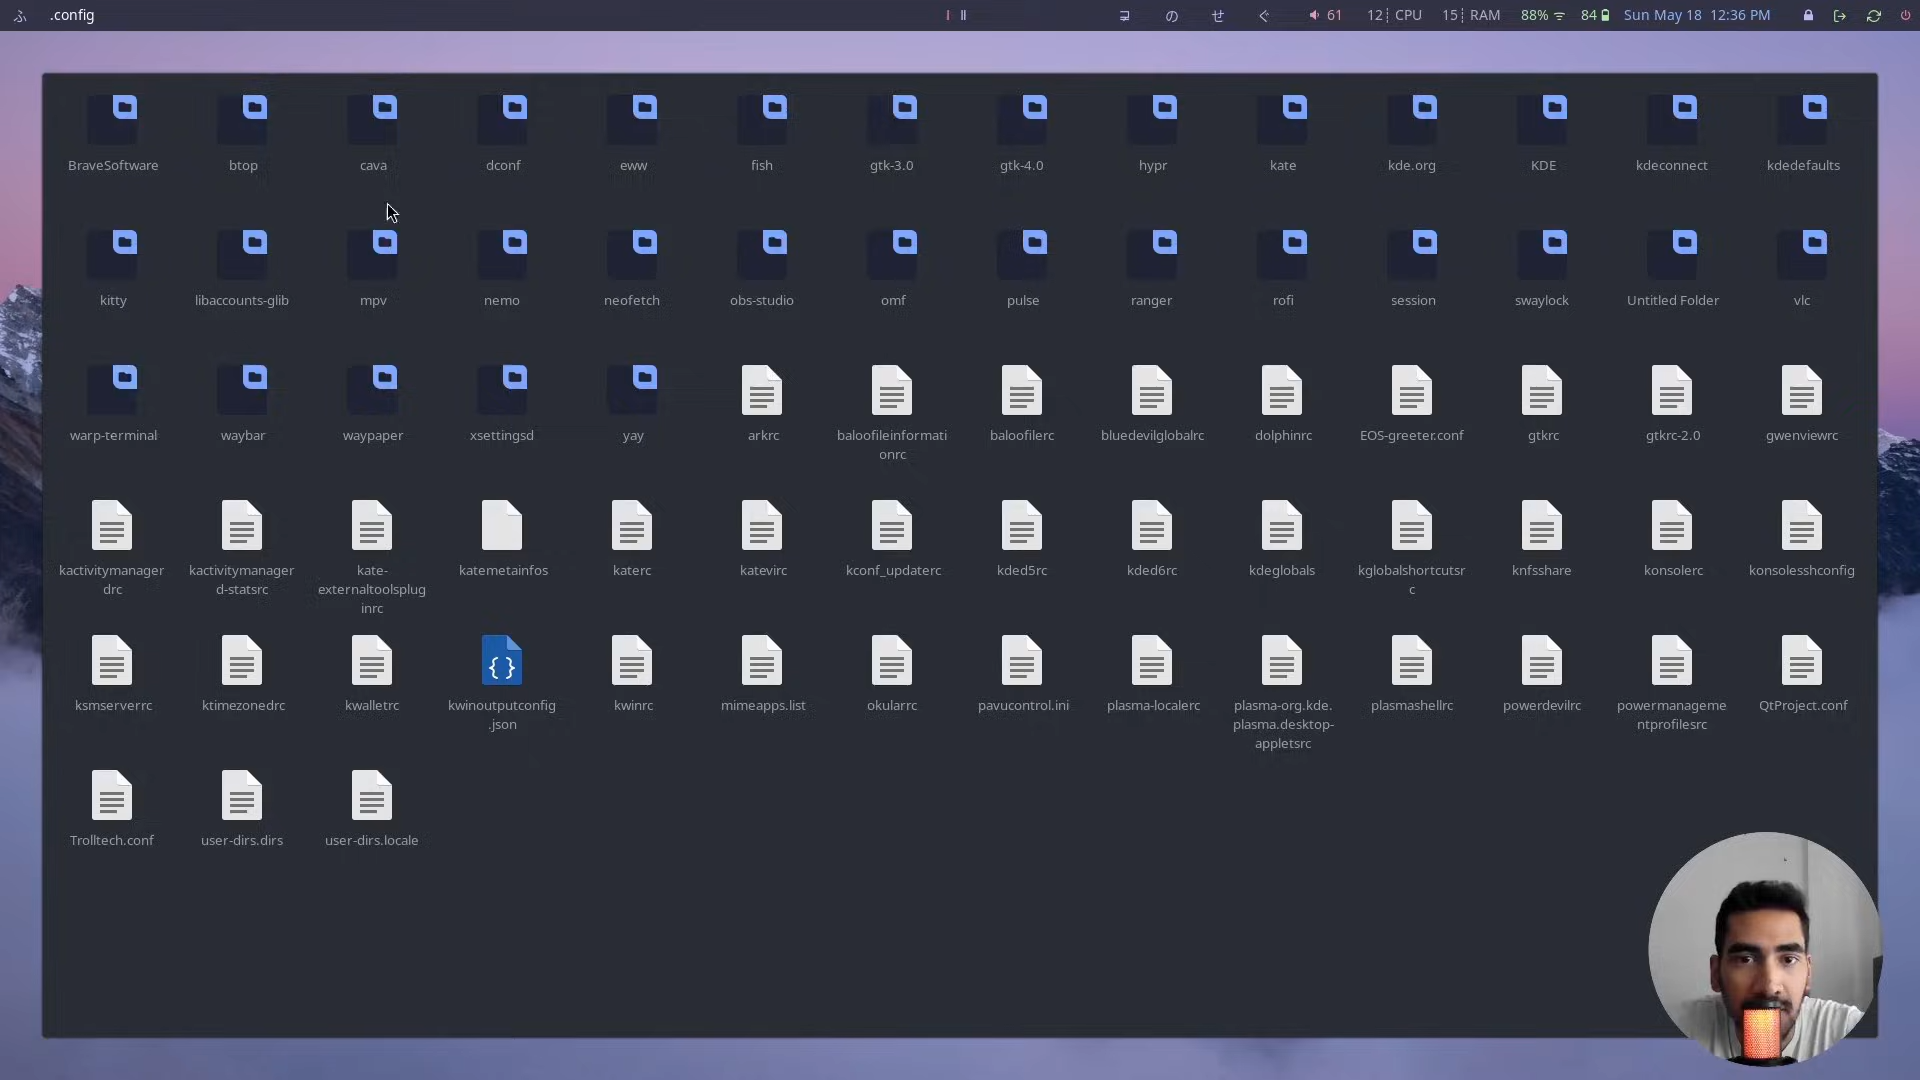 ふ .config I II コ の せ ぐ 61 12 CPU 15 RAM 88% 84 Sun May 18 12:36 PM
BraveSoftware btop cava dconf eww fish gtk-3.0 gtk-4.0 hypr kate kde.org KDE kdeconnect kdedefaults
kitty libaccounts-glib mpv nemo neofetch obs-studio omf pulse ranger rofi session swaylock Untitled Folder vlc
warp-terminal waybar waypaper xsettingsd yay arkrc baloofileinformati baloofilerc bluedevilglobalrc dolphinrc EOS-greeter.conf gtkrc gtkrc-2.0 gwenviewrc
onrc
kactivitymanager kactivitymanager kate- katemetainfos katerc katevirc kconf_updaterc kded5rc kded6rc kdeglobals kglobalshortcutsr knfsshare konsolerc konsolesshconfig
drc d-statsrc externaltoolsplug c
inrc
ksmserverrc ktimezonedrc kwalletrc kwinoutputconfig kwinrc mimeapps.list okularrc pavucontrol.ini plasma-localerc plasma-org.kde. plasmashellrc powerdevilrc powermanageme QtProject.conf
.json plasma.desktop- ntprofilesrc
appletsrc
Trolltech.conf user-dirs.dirs user-dirs.locale